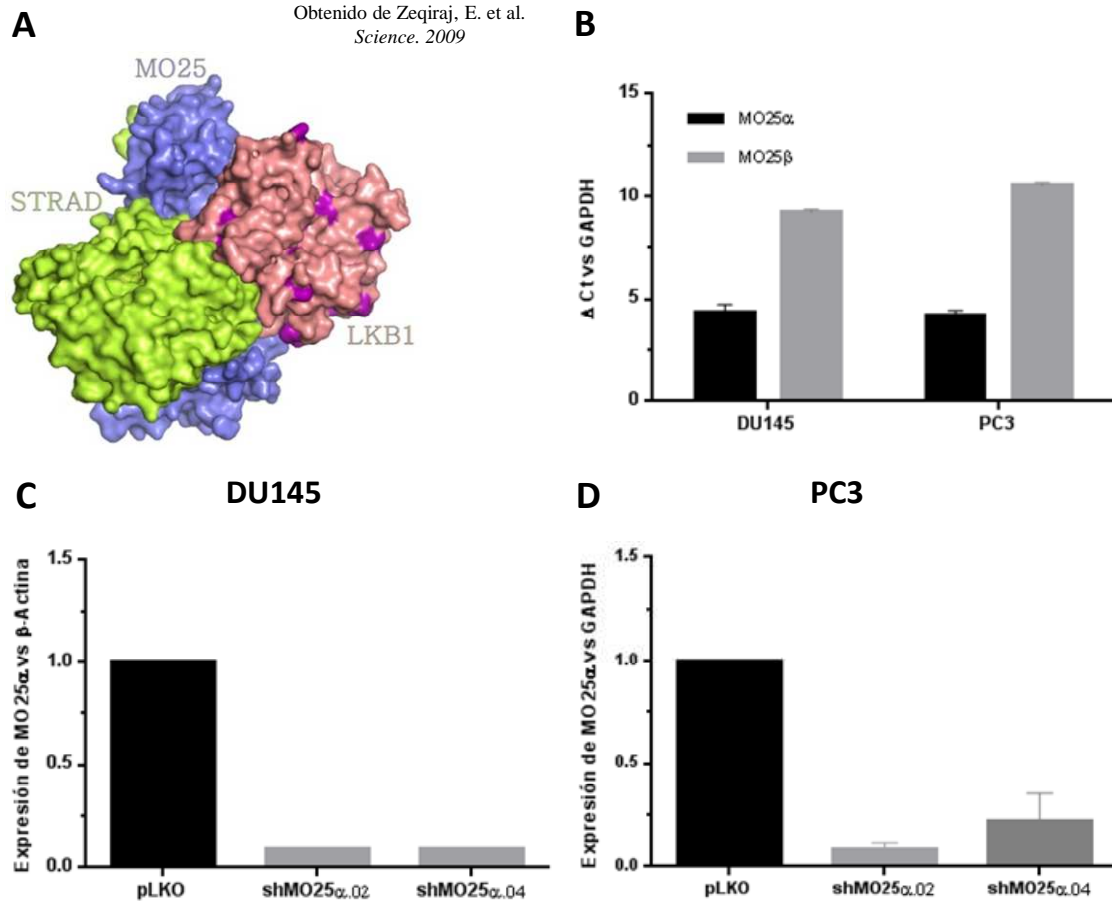 A
Obtenido de Zeqiraj, E. et al.
Science. 2009
MO25
STRAD
LKB1
B
15
10
5
0
Δ Ct vs GAPDH
MO25α
MO25β
DU145
PC3
C
DU145
1.5
1.0
0.5
0.0
Expresión de MO25α vs β-Actina
pLKO
shMO25α.02
shMO25α.04
D
PC3
1.5
1.0
0.5
0.0
Expresión de MO25α vs GAPDH
pLKO
shMO25α.02
shMO25α.04